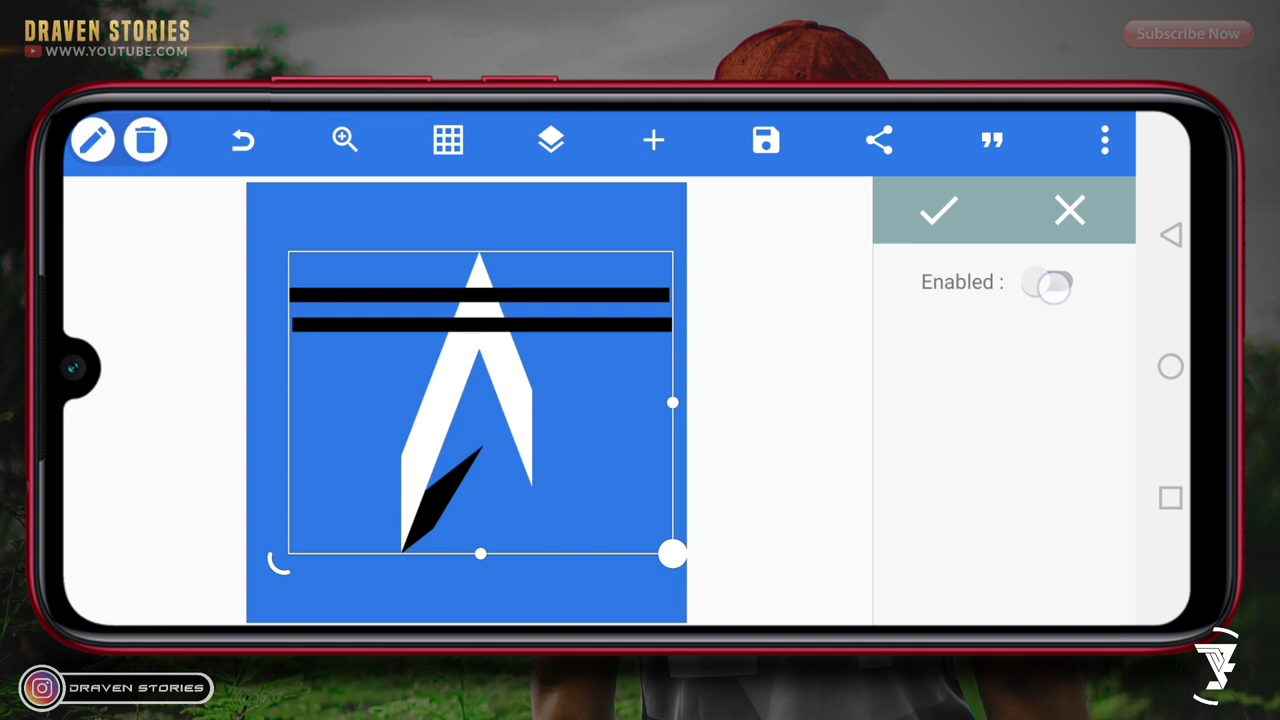 DRAVEN STORIES
WWW.YOUTUBE.COM
Subscribe Now
Enabled :
DRAVEN STORIES